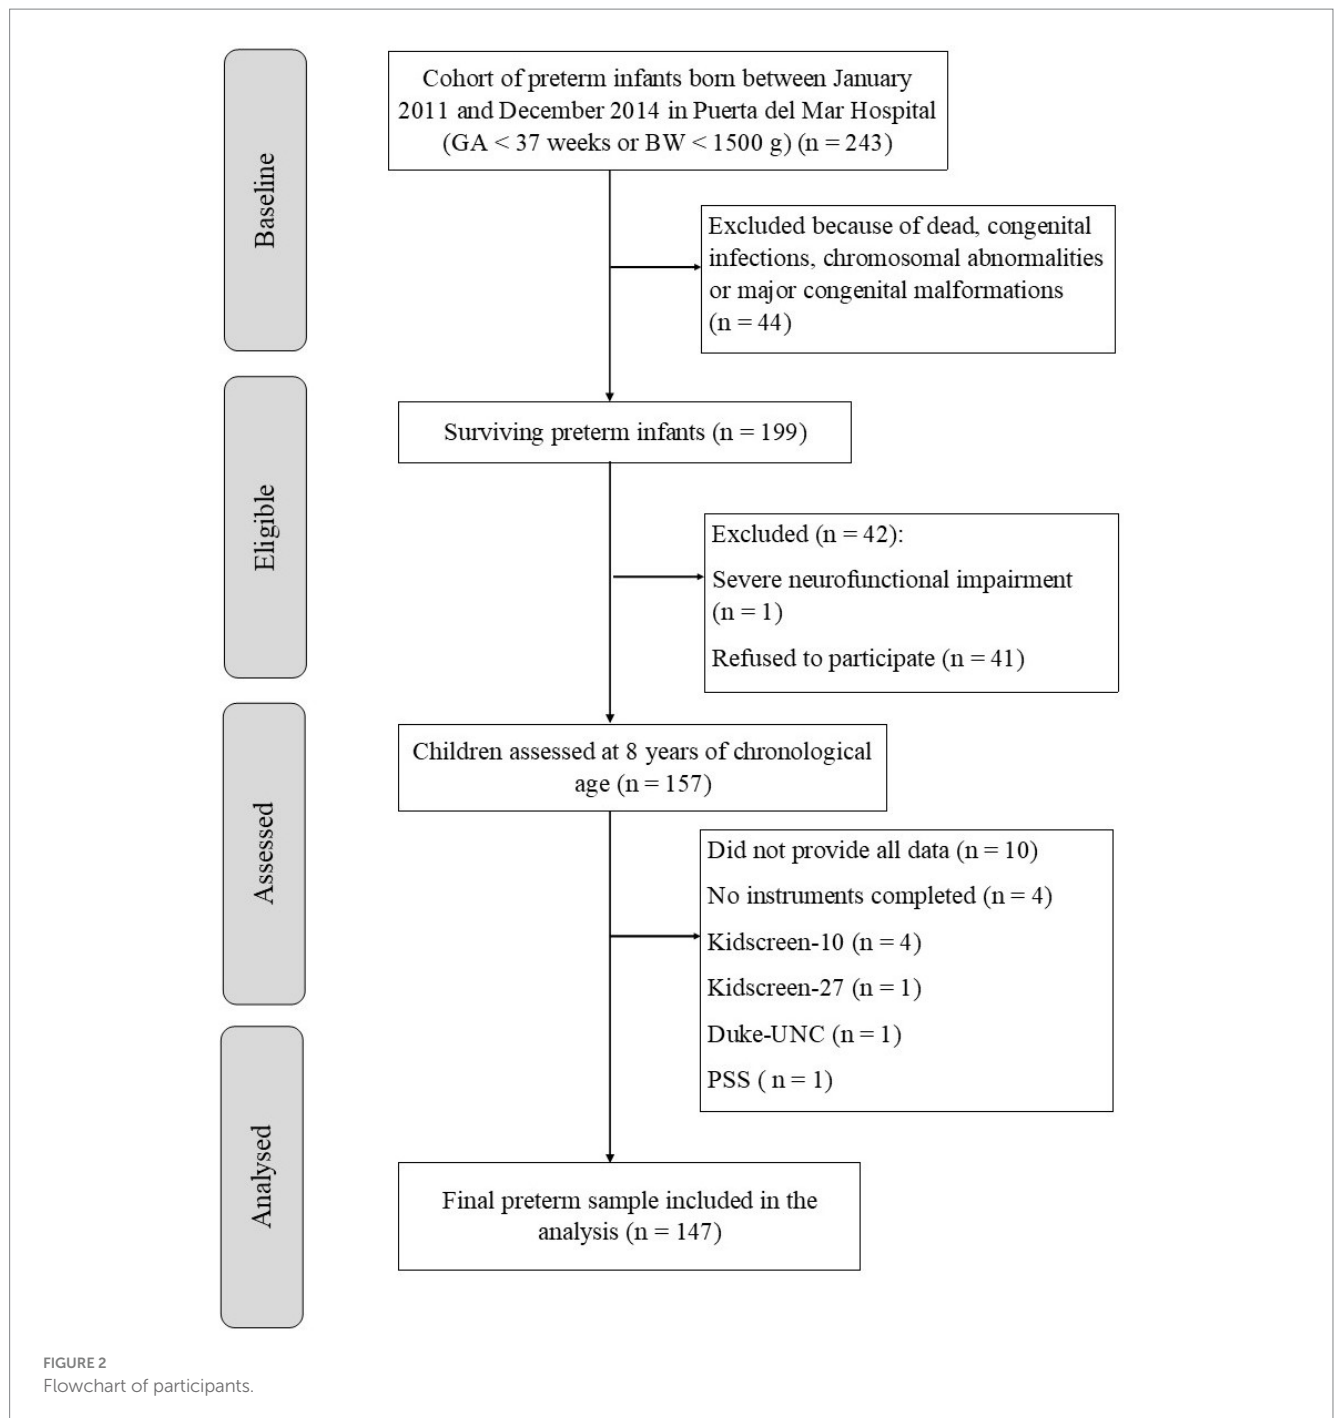 Baseline
Cohort of preterm infants born between January
2011 and December 2014 in Puerta del Mar Hospital
(GA < 37 weeks or BW < 1500 g) (n = 243)
Excluded because of dead, congenital
infections, chromosomal abnormalities
or major congenital malformations
(n = 44)
Eligible
Surviving preterm infants (n = 199)
Excluded (n = 42):
Severe neurofunctional impairment
(n = 1)
Refused to participate (n = 41)
Assessed
Children assessed at 8 years of chronological
age (n = 157)
Did not provide all data (n = 10)
No instruments completed (n = 4)
Kidscreen-10 (n = 4)
Kidscreen-27 (n = 1)
Duke-UNC (n = 1)
PSS ( n = 1)
Analysed
Final preterm sample included in the
analysis (n = 147)
FIGURE 2
Flowchart of participants.